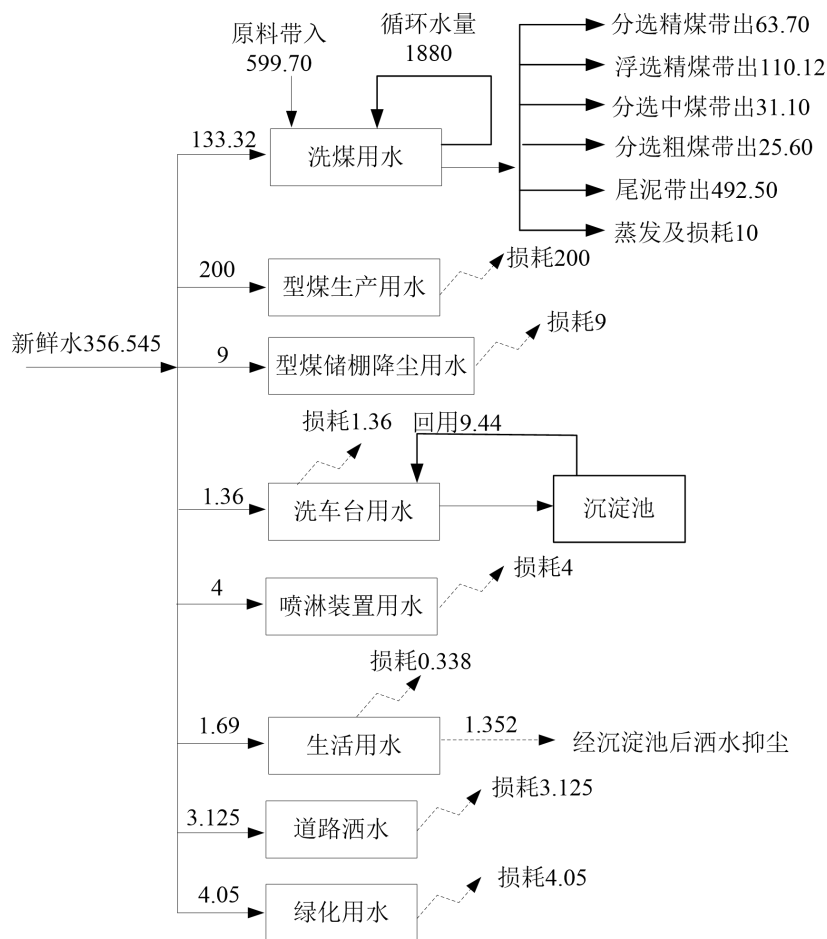 原料带入
599.70
循环水量
1880
133.32
洗煤用水
分选精煤带出63.70
浮选精煤带出110.12
分选中煤带出31.10
分选粗煤带出25.60
尾泥带出492.50
蒸发及损耗10
200
型煤生产用水
损耗200
新鲜水356.545
9
型煤储棚降尘用水
损耗9
损耗1.36
回用9.44
1.36
洗车台用水
沉淀池
4
喷淋装置用水
损耗4
损耗0.338
1.69
生活用水
1.352
经沉淀池后洒水抑尘
3.125
道路洒水
损耗3.125
4.05
绿化用水
损耗4.05